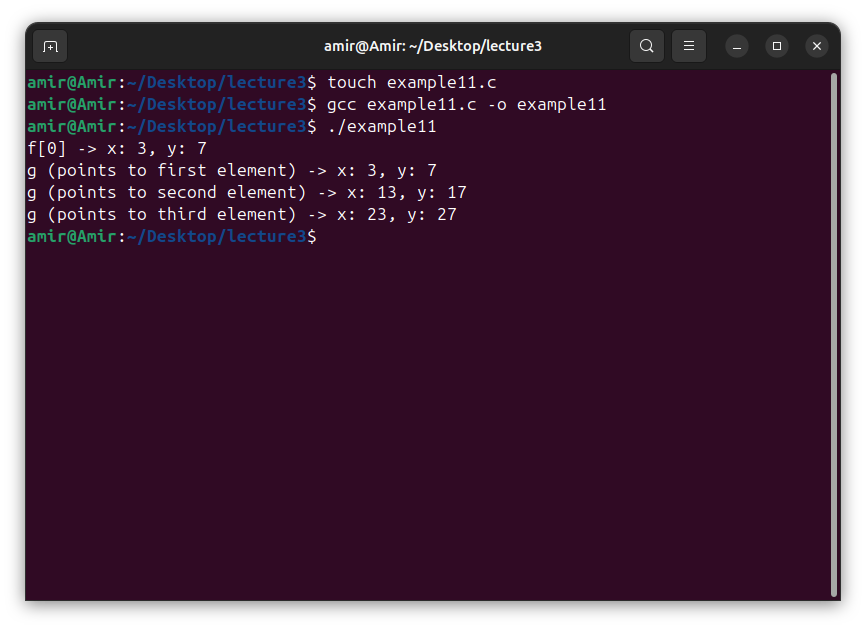 amir@Amir: ~/Desktop/lecture3
amir@Amir:~/Desktop/lecture3$ touch example11.c
amir@Amir:~/Desktop/lecture3$ gcc example11.c -o example11
amir@Amir:~/Desktop/lecture3$ ./example11
f[0] -> x: 3, y: 7
g (points to first element) -> x: 3, y: 7
g (points to second element) -> x: 13, y: 17
g (points to third element) -> x: 23, y: 27
amir@Amir:~/Desktop/lecture3$